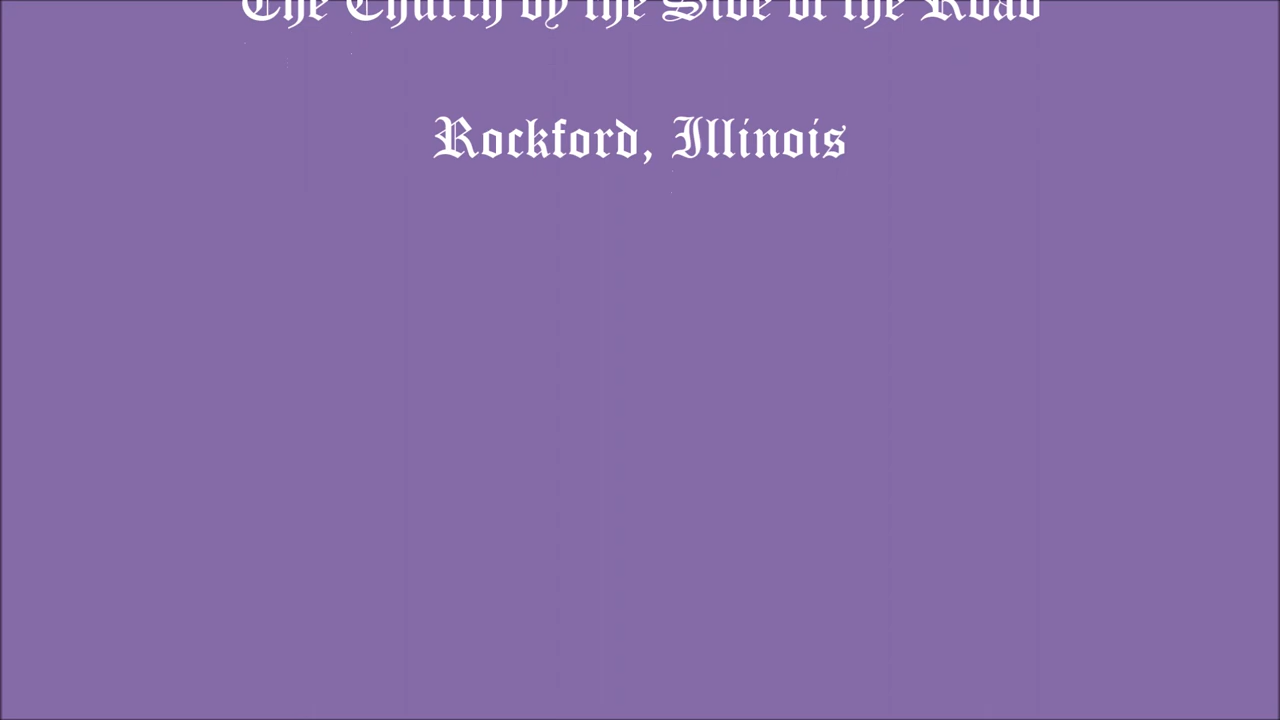 The Church by the Side of the Road
Rockford, Illinois